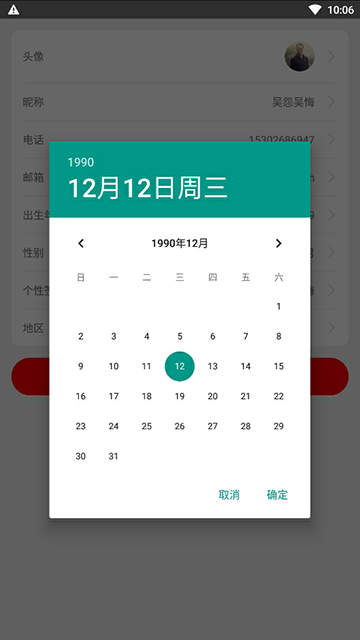 10:06
头像
昵称 吴怨吴悔
电话 15302686947
邮箱
出生年
性别
个性签
地区
1990
12月12日周三
1990年12月
日 一 二 三 四 五 六
1
2 3 4 5 6 7 8
9 10 11 12 13 14 15
16 17 18 19 20 21 22
23 24 25 26 27 28 29
30 31
取消 确定